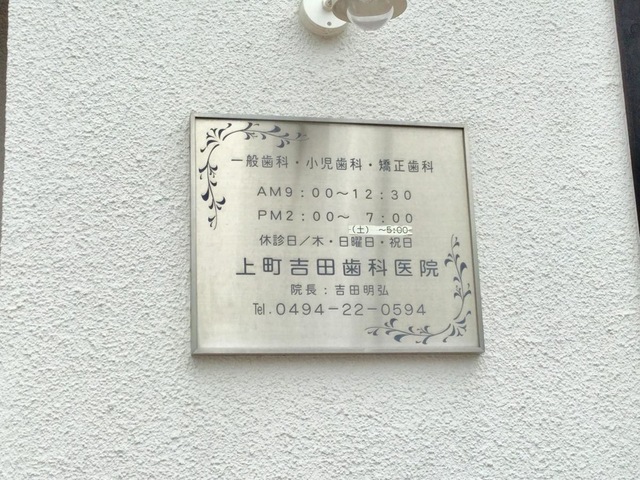 一般歯科・小児歯科・矯正歯科
AM9:00〜12:30
PM2:00〜 7:00
(土) 〜5:00
休診日/木・日曜日・祝日
上町吉田歯科医院
院長:吉田明弘
Tel.0494-22-0594